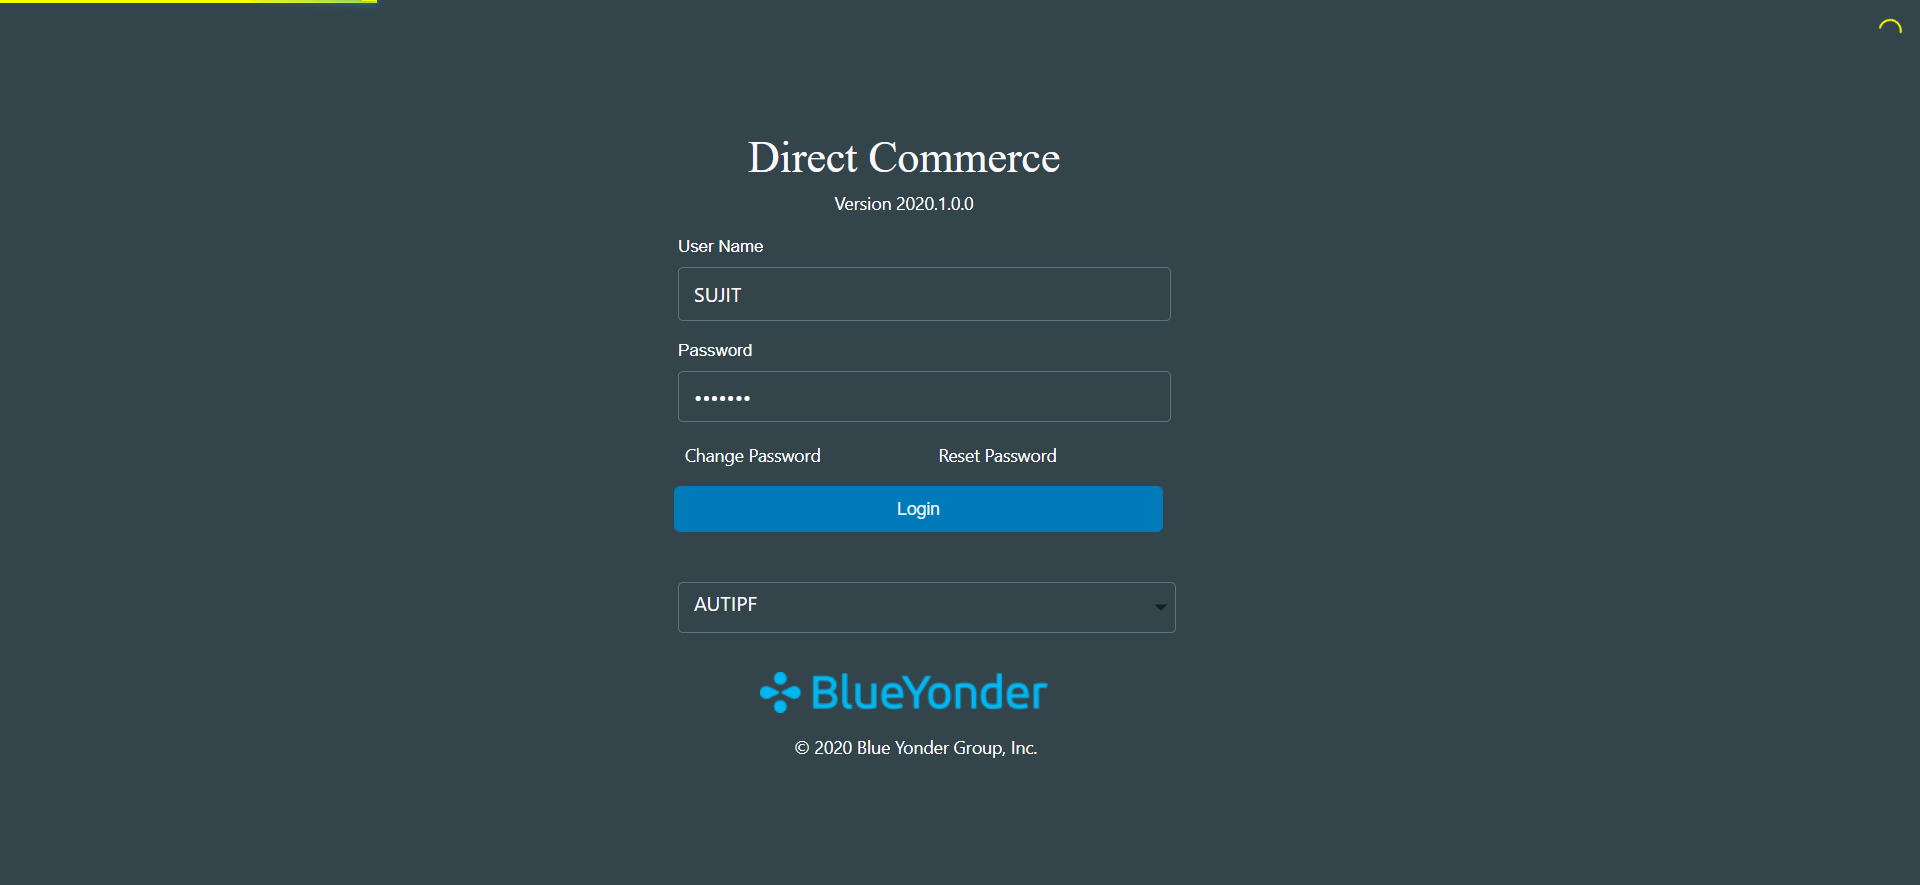 Direct Commerce
Version 2020.1.0.0
User Name
SUJIT
Password
•••••••
Change Password Reset Password
Login
AUTIPF
BlueYonder
© 2020 Blue Yonder Group, Inc.